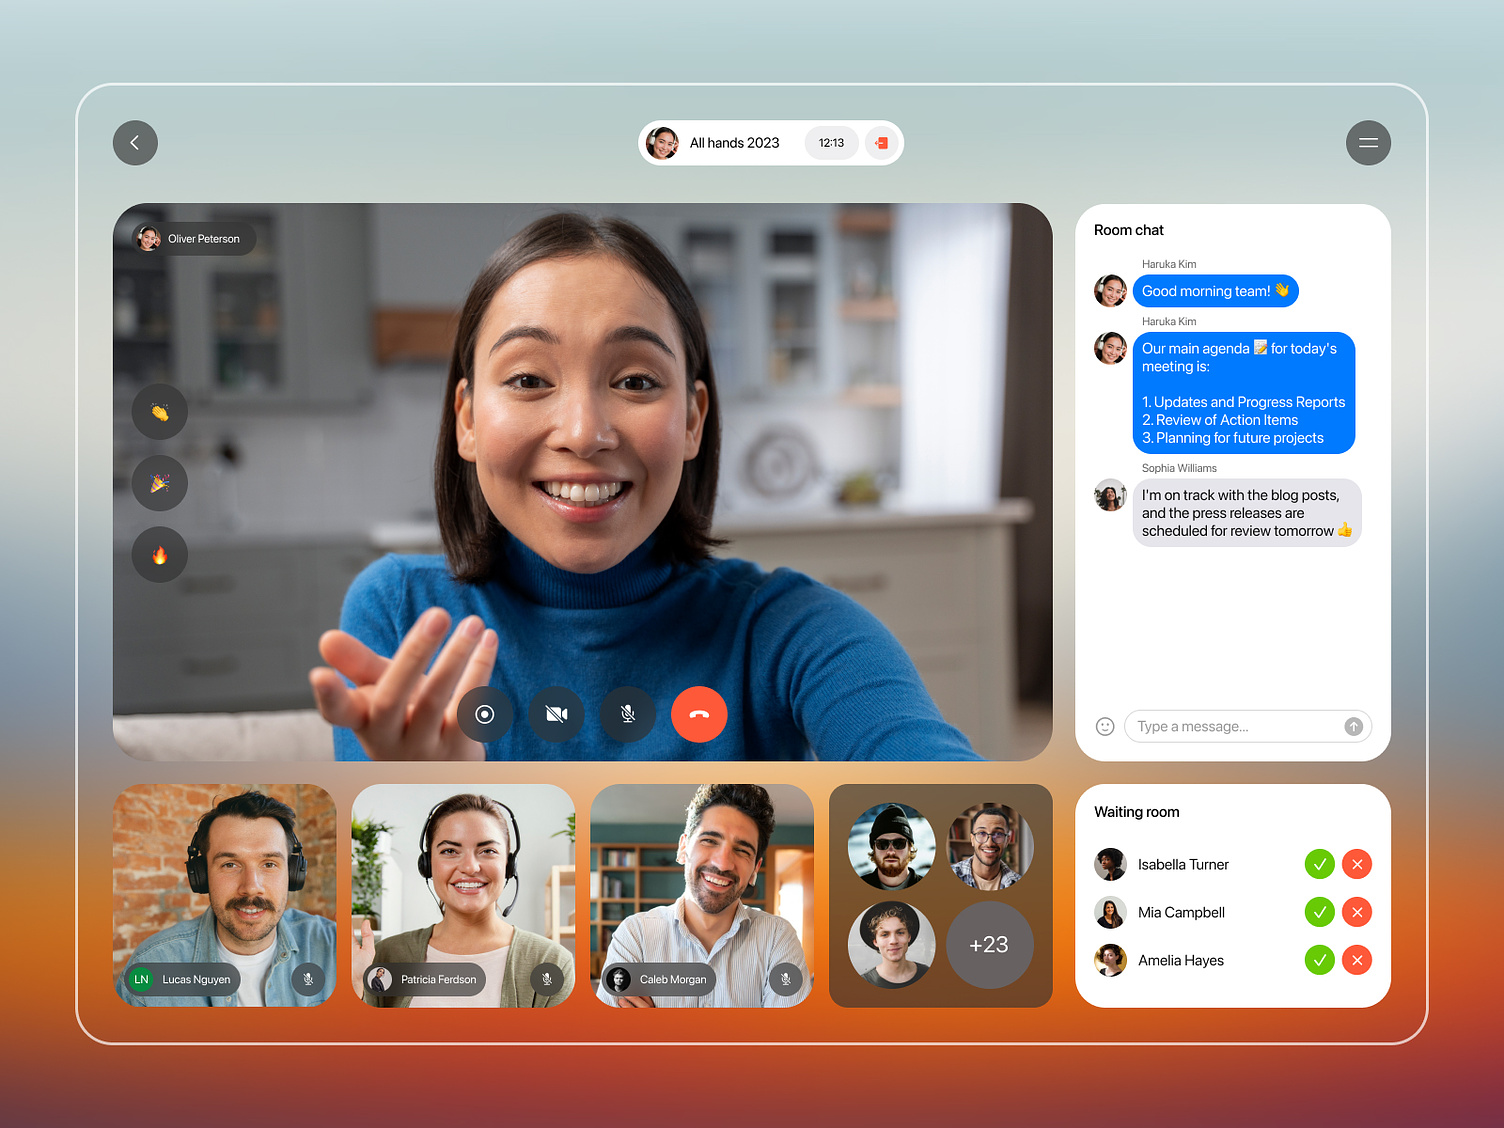 All hands 2023
12:13
Oliver Peterson
Room chat
Haruka Kim
Good morning team! 👋
Haruka Kim
Our main agenda 📝 for today's
meeting is:
1. Updates and Progress Reports
2. Review of Action Items
3. Planning for future projects
Sophia Williams
I'm on track with the blog posts,
and the press releases are
scheduled for review tomorrow 👍
Type a message...
LN Lucas Nguyen
Patricia Ferdson
Caleb Morgan
+23
Waiting room
Isabella Turner
Mia Campbell
Amelia Hayes